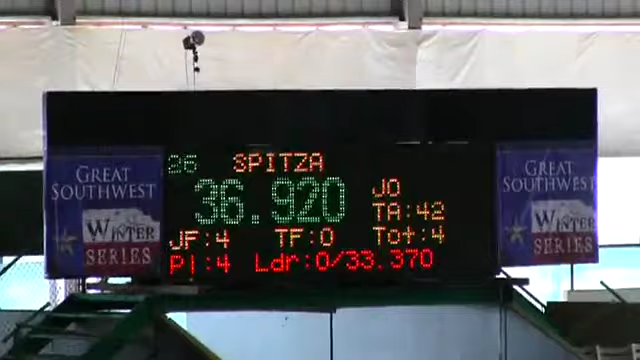 GREAT
SOUTHWEST
WINTER
SERIES
26 SPITZA
36.920
JO
TA:42
JF:4 TF:0 Tot:4
Pl:4 Ldr:0/33.370
GREAT
SOUTHWEST
WINTER
SERIES